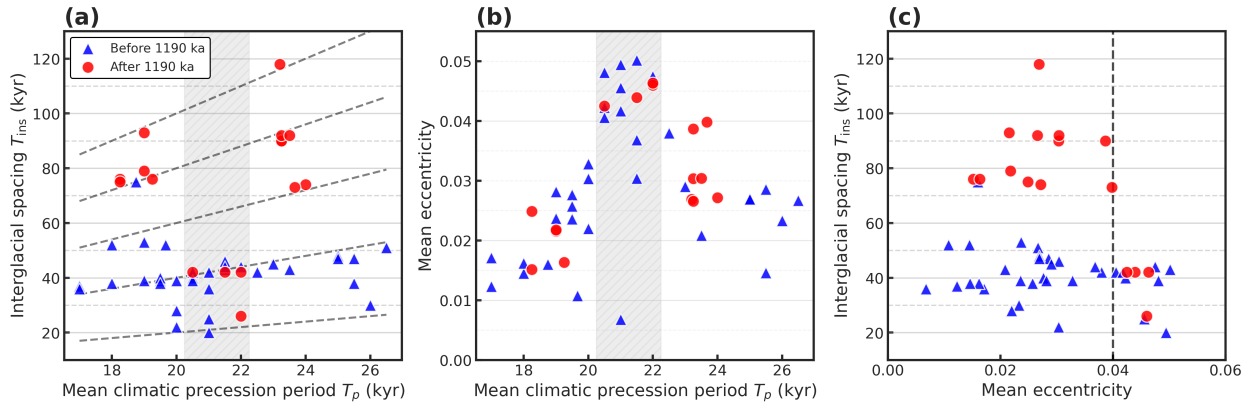 (a)
Interglacial spacing T_ins (kyr)
120
100
80
60
40
20
Before 1190 ka
After 1190 ka
18 20 22 24 26
Mean climatic precession period T_p (kyr)
(b)
Mean eccentricity
0.05
0.04
0.03
0.02
0.01
0.00
18 20 22 24 26
Mean climatic precession period T_p (kyr)
(c)
Interglacial spacing T_ins (kyr)
120
100
80
60
40
20
0.00 0.02 0.04 0.06
Mean eccentricity